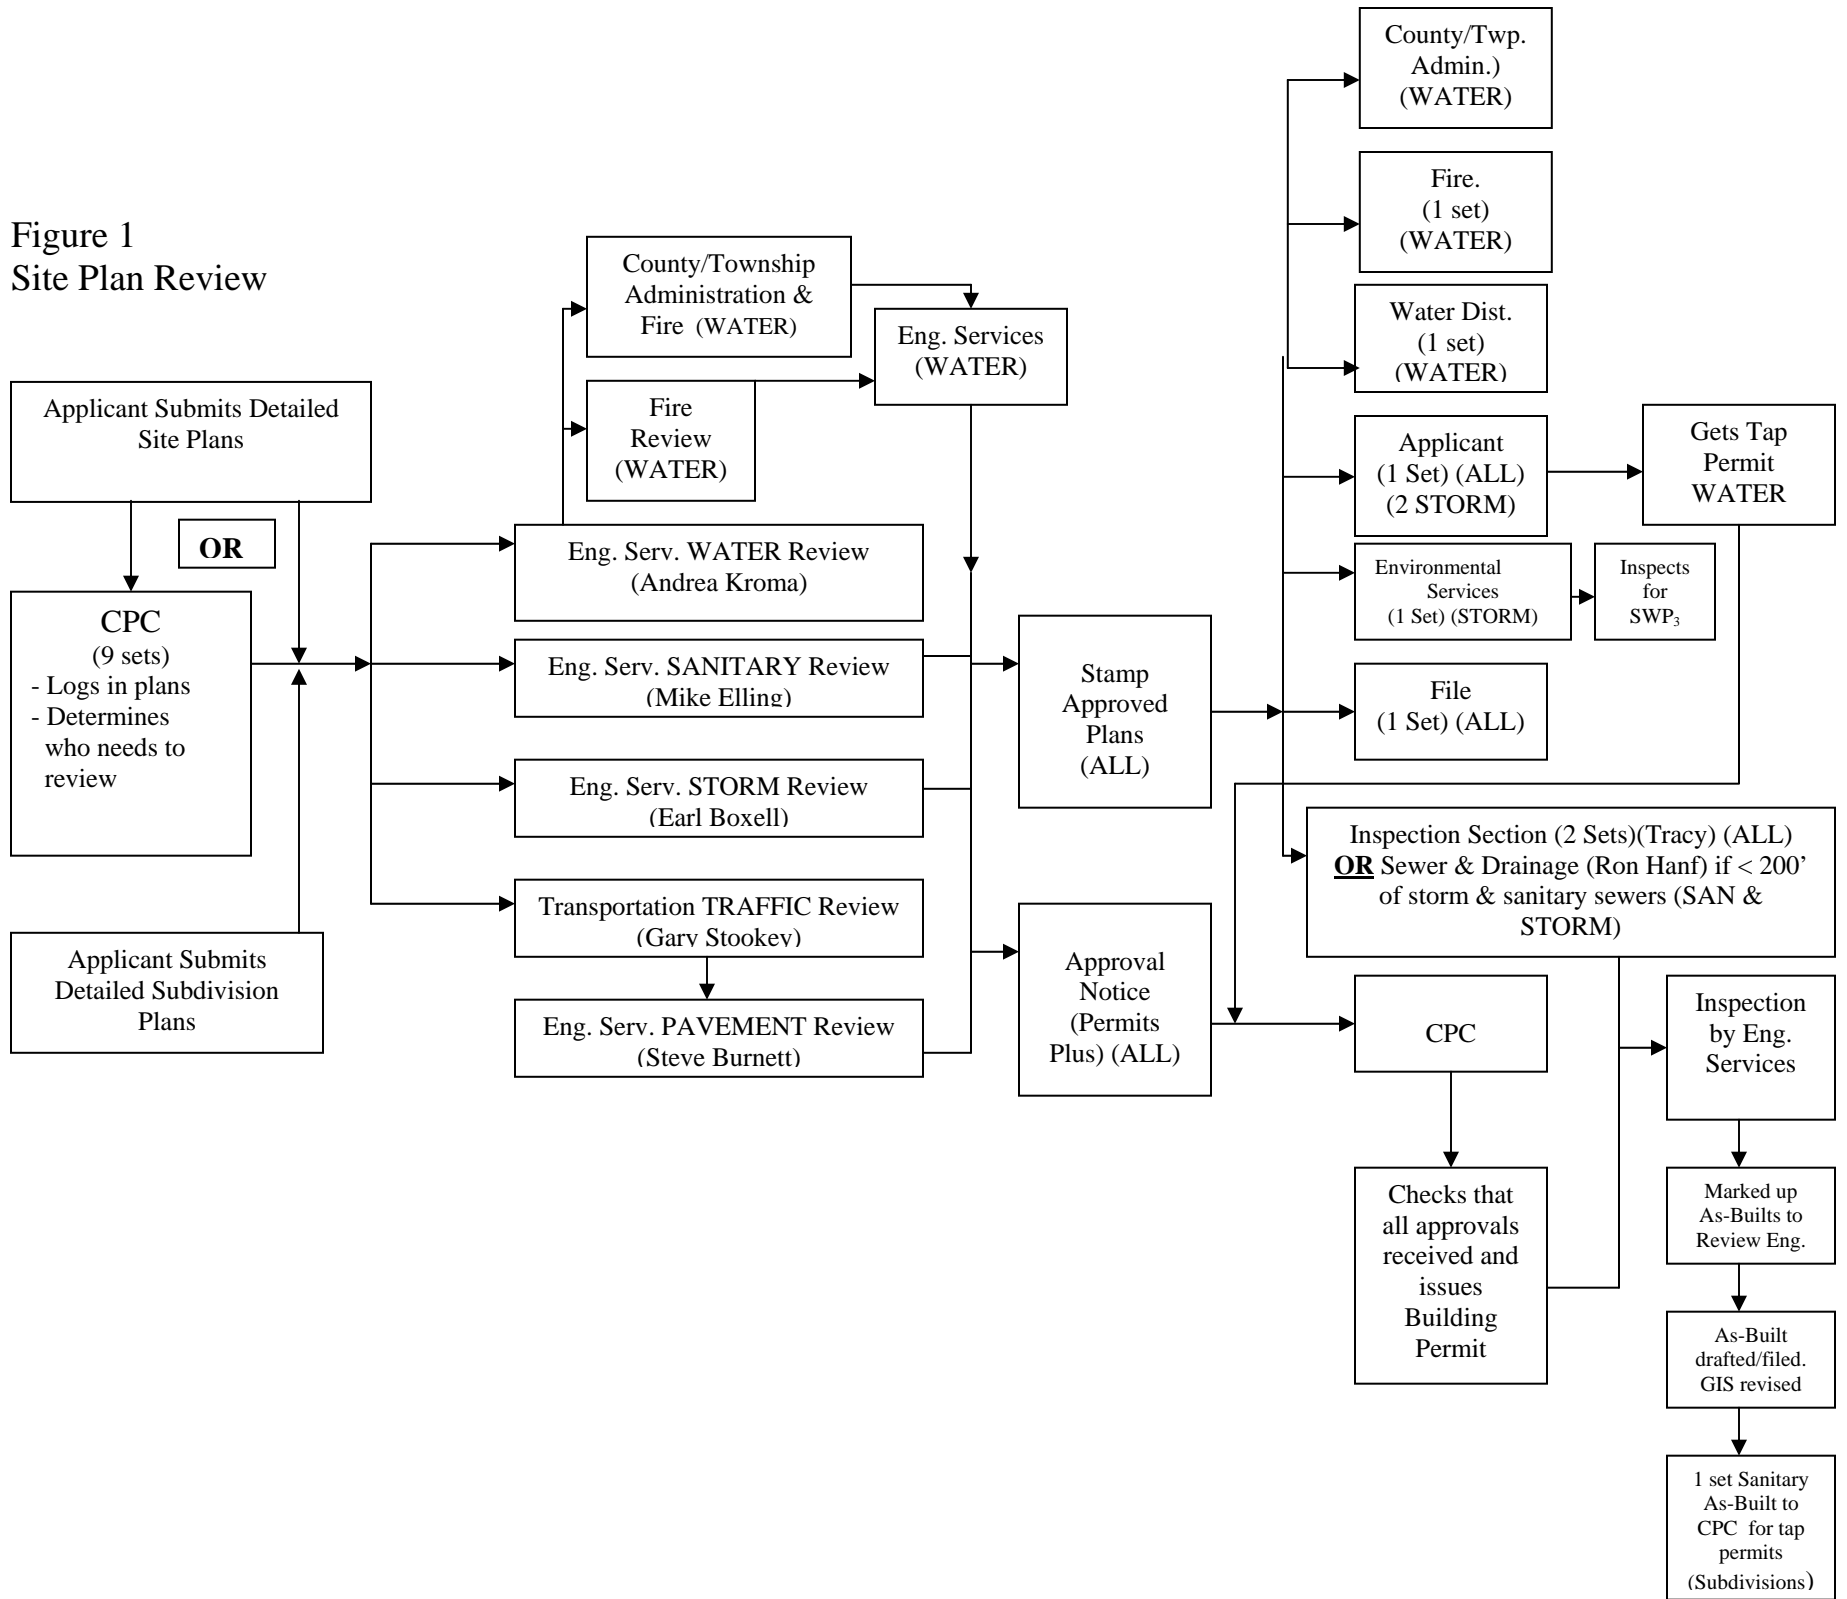 Figure 1
Site Plan Review
Applicant Submits Detailed
Site Plans
OR
CPC
(9 sets)
- Logs in plans
- Determines
who needs to
review
Applicant Submits
Detailed Subdivision
Plans
County/Township
Administration &
Fire (WATER)
Fire
Review
(WATER)
Eng. Services
(WATER)
Eng. Serv. WATER Review
(Andrea Kroma)
Eng. Serv. SANITARY Review
(Mike Elling)
Eng. Serv. STORM Review
(Earl Boxell)
Transportation TRAFFIC Review
(Gary Stookey)
Eng. Serv. PAVEMENT Review
(Steve Burnett)
Stamp
Approved
Plans
(ALL)
Approval
Notice
(Permits
Plus) (ALL)
County/Twp.
Admin.)
(WATER)
Fire.
(1 set)
(WATER)
Water Dist.
(1 set)
(WATER)
Applicant
(1 Set) (ALL)
(2 STORM)
Gets Tap
Permit
WATER
Environmental
Services
(1 Set) (STORM)
Inspects
for
SWP3
File
(1 Set) (ALL)
Inspection Section (2 Sets)(Tracy) (ALL)
OR Sewer & Drainage (Ron Hanf) if < 200’
of storm & sanitary sewers (SAN &
STORM)
CPC
Checks that
all approvals
received and
issues
Building
Permit
Inspection
by Eng.
Services
Marked up
As-Builts to
Review Eng.
As-Built
drafted/filed.
GIS revised
1 set Sanitary
As-Built to
CPC for tap
permits
(Subdivisions)